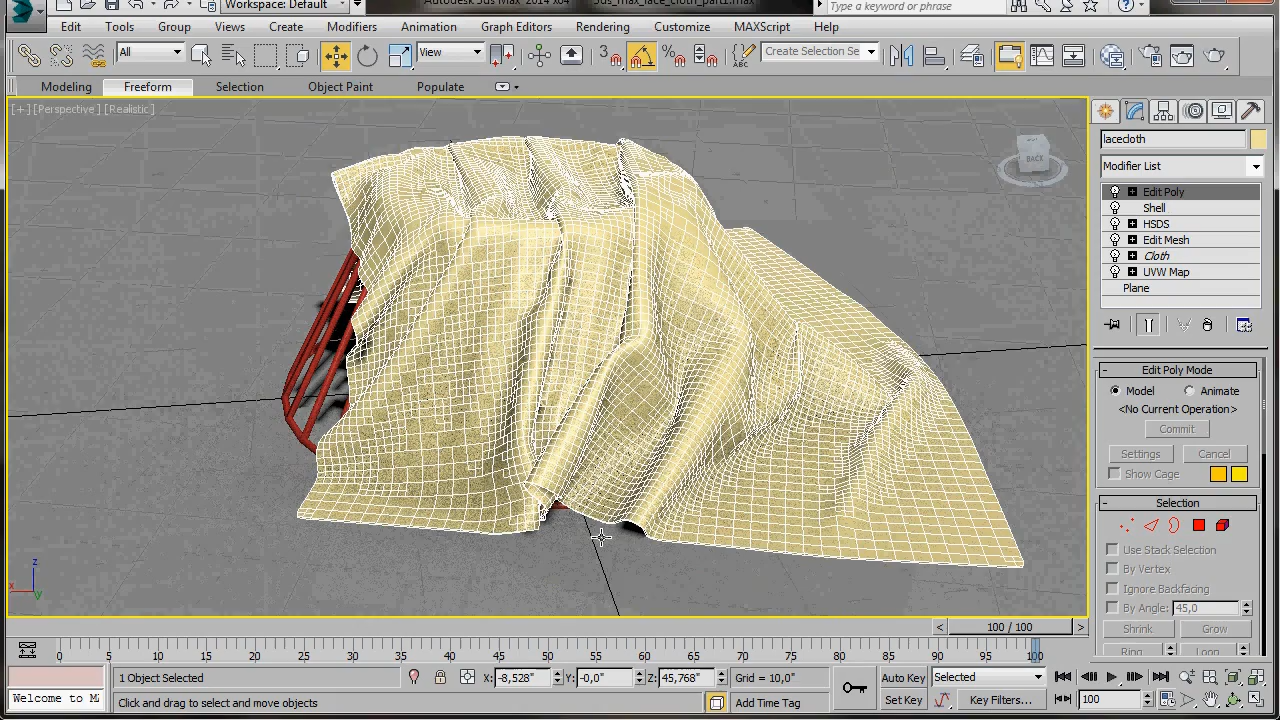 Workspace: Default
Autodesk 3ds Max 2014 x64
3ds_max_lace_cloth_part1.max
Type a keyword or phrase
Edit Tools Group Views Create Modifiers Animation Graph Editors Rendering Customize MAXScript Help
All
View
3
Create Selection Se
ABC
Modeling Freeform Selection Object Paint Populate
[+] [Perspective] [Realistic]
BACK
lacecloth
Modifier List
Edit Poly
Shell
HSDS
Edit Mesh
Cloth
UVW Map
Plane
Edit Poly Mode
Model Animate
<No Current Operation>
Commit
Settings Cancel
Show Cage
Selection
Use Stack Selection
By Vertex
Ignore Backfacing
By Angle: 45,0
Shrink Grow
Ring Loop
z
x
y
< 100 / 100 >
0 5 10 15 20 25 30 35 40 45 50 55 60 65 70 75 80 85 90 95 100
1 Object Selected
X: -8,528" Y: -0,0" Z: 45,768" Grid = 10,0"
Auto Key Selected
Welcome to MA
Click and drag to select and move objects
Add Time Tag
Set Key Key Filters... 100